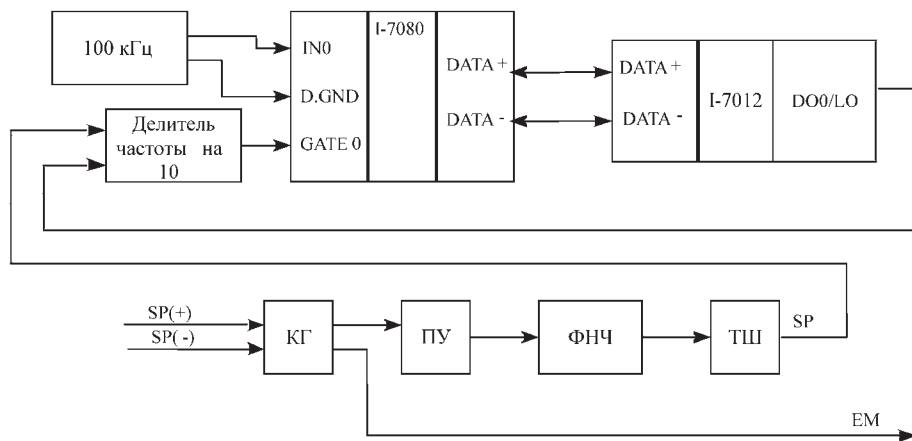 100 кГц
IN0
I-7080
D.GND
DATA +
DATA +
DATA -
DATA -
I-7012
DO0/LO
Делитель
частоты на
10
GATE 0
SP(+)
SP( -)
КГ
ПУ
ФНЧ
ТШ
SP
EM